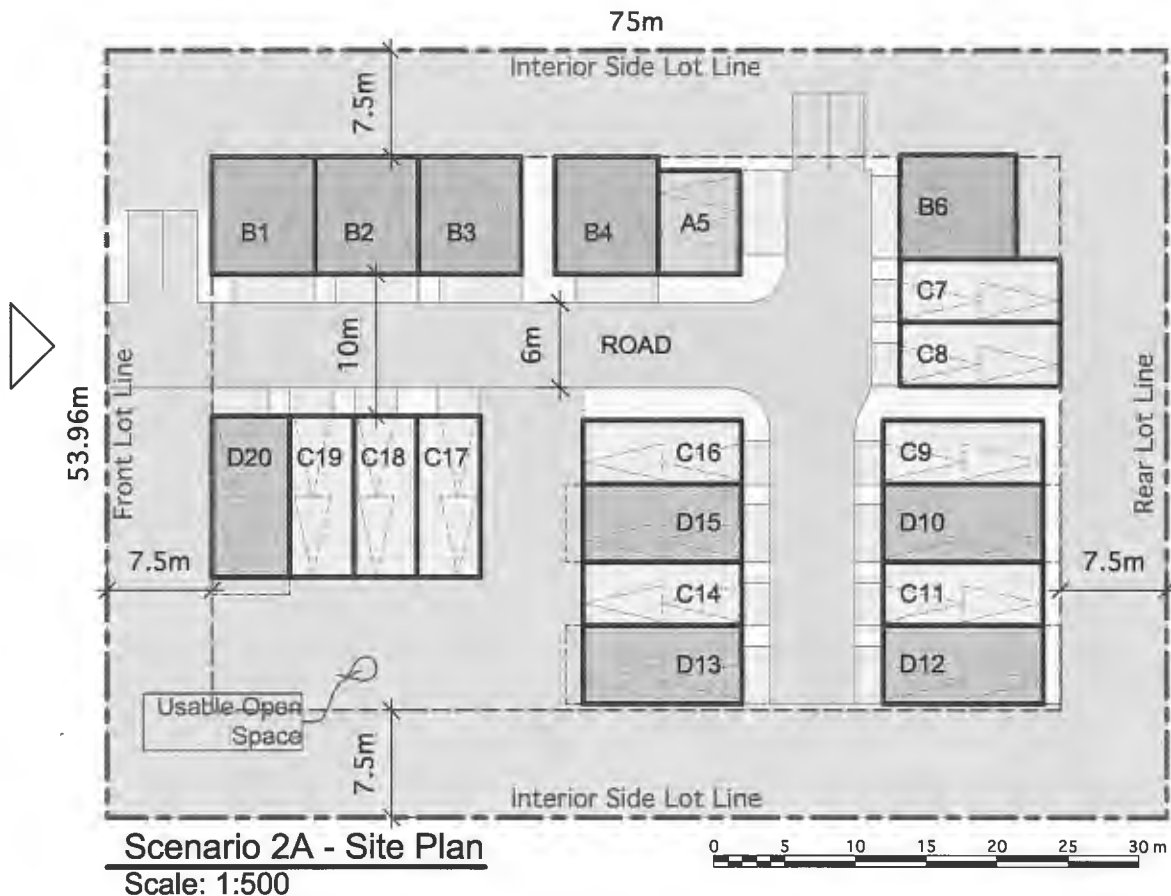 75m
Interior Side Lot Line
7.5m
B1
B2
B3
B4
A5
B6
C7
C8
10m
6m
ROAD
53.96m
Front Lot Line
Rear Lot Line
D20
C19
C18
C17
C16
D15
C14
D13
C9
D10
C11
D12
7.5m
7.5m
Usable Open
Space
7.5m
Interior Side Lot Line
Scenario 2A - Site Plan
Scale: 1:500
0 5 10 15 20 25 30 m